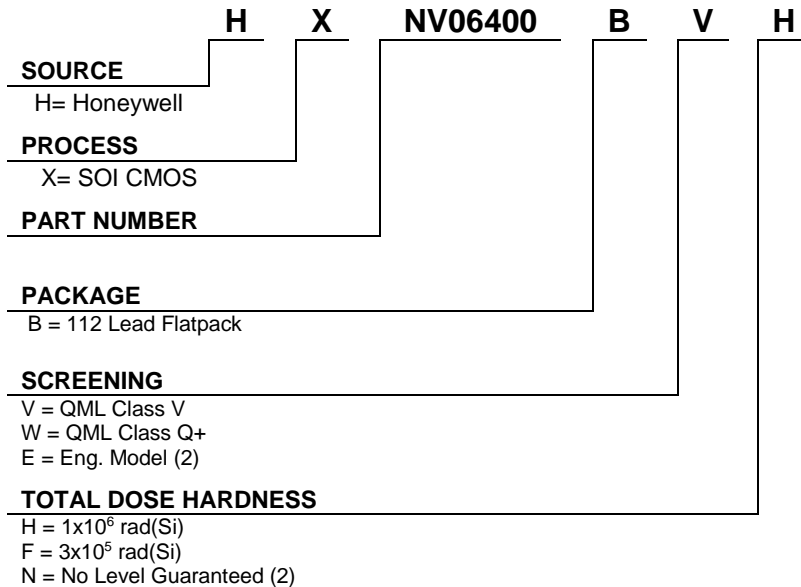 H X NV06400 B V H
SOURCE
H= Honeywell
PROCESS
X= SOI CMOS
PART NUMBER
PACKAGE
B = 112 Lead Flatpack
SCREENING
V = QML Class V
W = QML Class Q+
E = Eng. Model (2)
TOTAL DOSE HARDNESS
H = 1x10⁶ rad(Si)
F = 3x10⁵ rad(Si)
N = No Level Guaranteed (2)